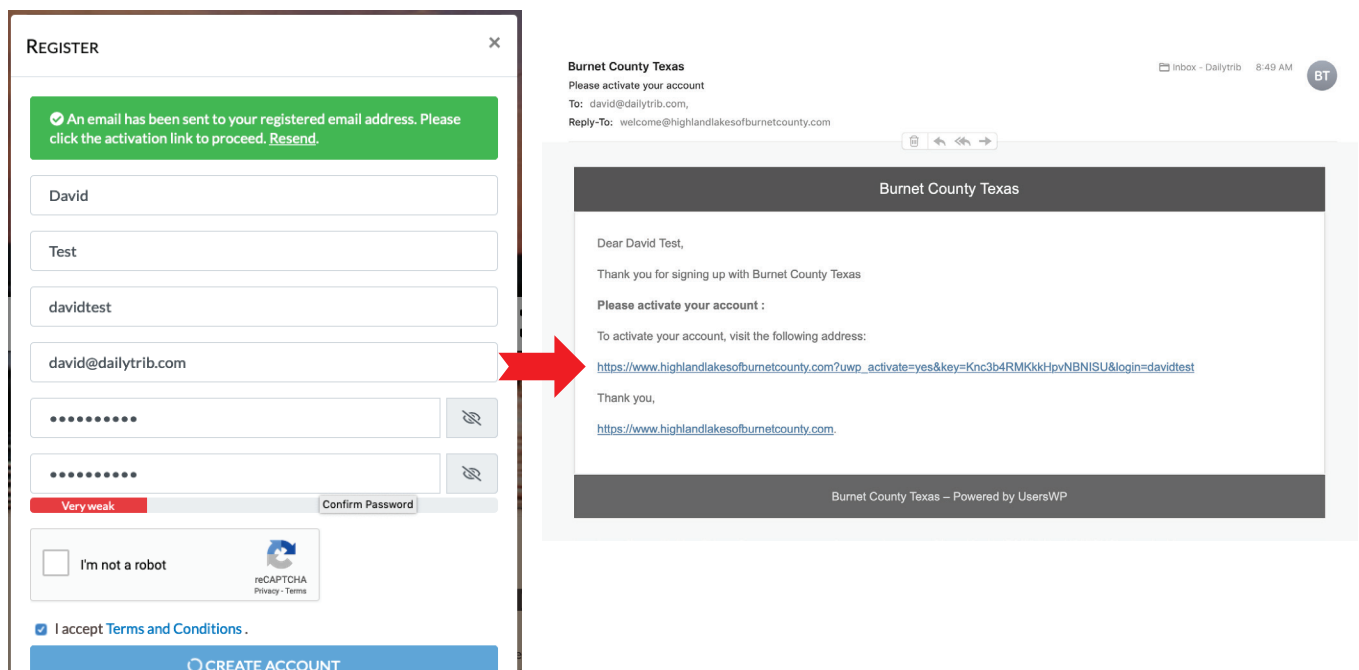 REGISTER
×
An email has been sent to your registered email address. Please
click the activation link to proceed. Resend.
David
Test
davidtest
david@dailytrib.com
••••••••••
••••••••••
Very weak
Confirm Password
I'm not a robot
reCAPTCHA
Privacy - Terms
I accept Terms and Conditions .
CREATE ACCOUNT
Burnet County Texas
Inbox - Dailytrib 8:49 AM
BT
Please activate your account
To: david@dailytrib.com,
Reply-To: welcome@highlandlakesofburnetcounty.com
Burnet County Texas
Dear David Test,
Thank you for signing up with Burnet County Texas
Please activate your account :
To activate your account, visit the following address:
https://www.highlandlakesofburnetcounty.com?uwp_activate=yes&key=Knc3b4RMKkkHpvNBNISU&login=davidtest
Thank you,
https://www.highlandlakesofburnetcounty.com.
Burnet County Texas – Powered by UsersWP